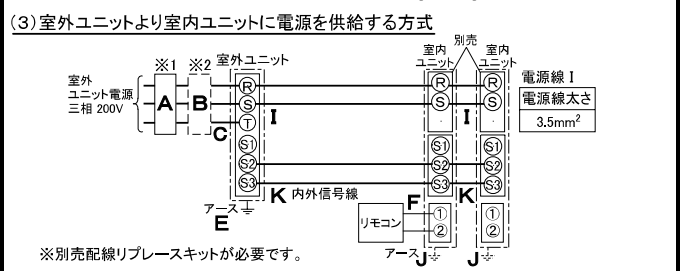 (3)室外ユニットより室内ユニットに電源を供給する方式
※1 ※2 室外ユニット
別売
室内ユニット
室内ユニット
室外
ユニット電源
三相 200V
A
B
C
R
S
T
S1
S2
S3
I
K 内外信号線
R
S
S1
S2
S3
I
K
R
S
S1
S2
S3
電源線 I
電源線太さ
3.5mm²
アース
E
リモコン
F
①
②
①
②
アース J
J
※別売配線リプレースキットが必要です。